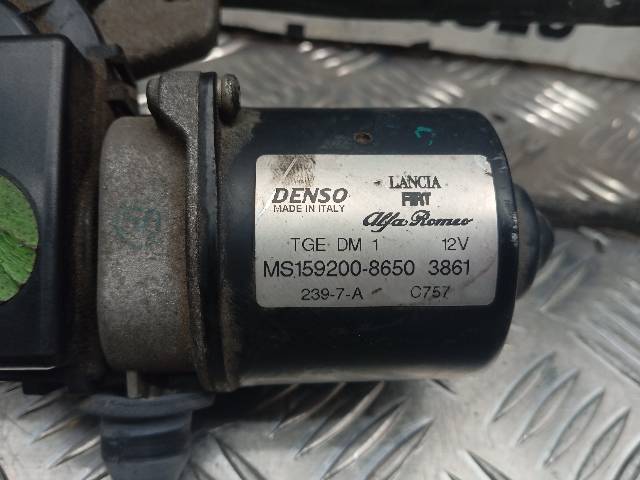 DENSO
MADE IN ITALY
LANCIA
FIAT
Alfa Romeo
TGE DM 1 12V
MS159200-8650 3861
239-7-A C757